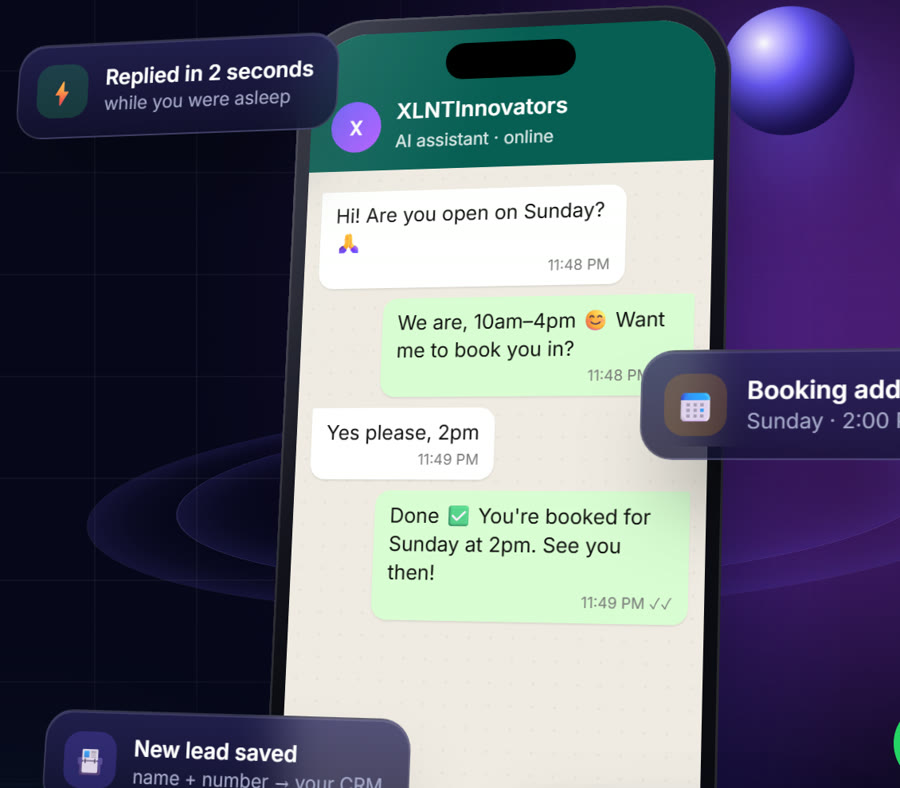 Replied in 2 seconds
while you were asleep
X
XLNTInnovators
AI assistant · online
Hi! Are you open on Sunday?
🙏
11:48 PM
We are, 10am–4pm 😊 Want
me to book you in?
11:48 PM
Booking add
Sunday · 2:00
Yes please, 2pm
11:49 PM
Done ✅ You're booked for
Sunday at 2pm. See you
then!
11:49 PM ✓✓
New lead saved
name + number → your CRM